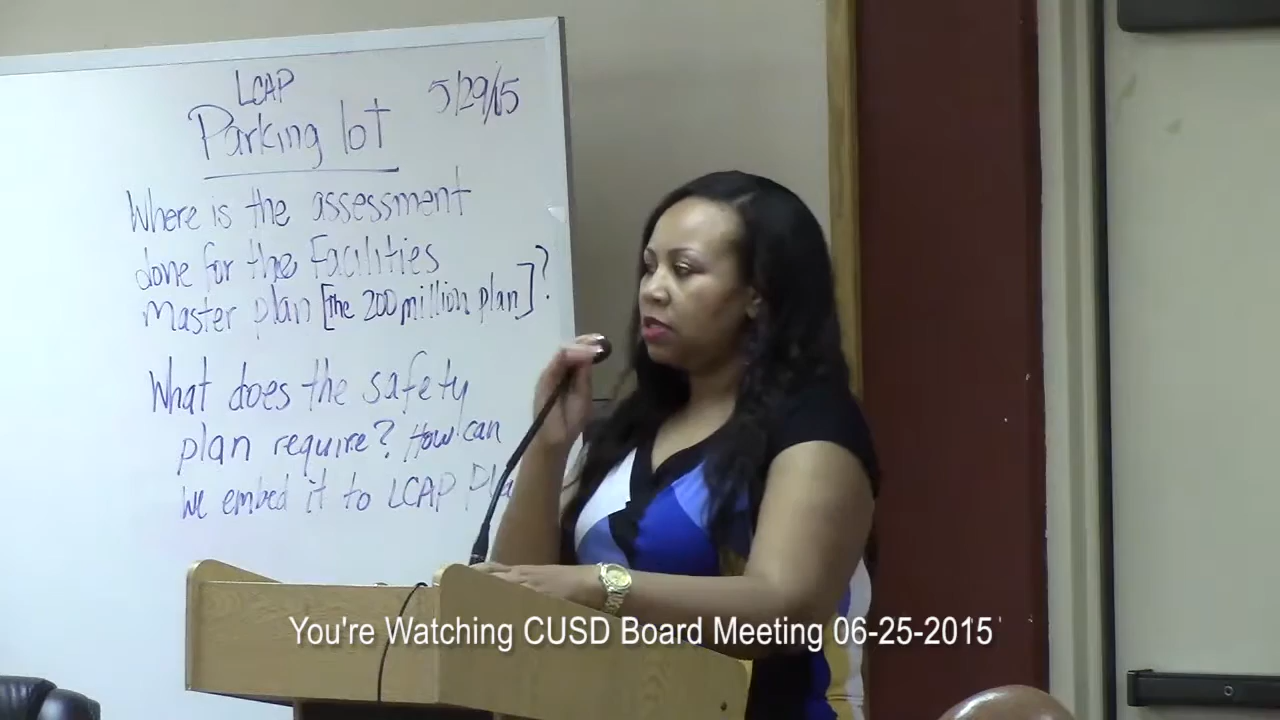 LCAP
5/29/15
Parking lot
Where is the assessment
done for the Facilities
Master plan [The 200 million plan]?
What does the safety
plan require? How can
we embed it to LCAP
You're Watching CUSD Board Meeting 06-25-2015